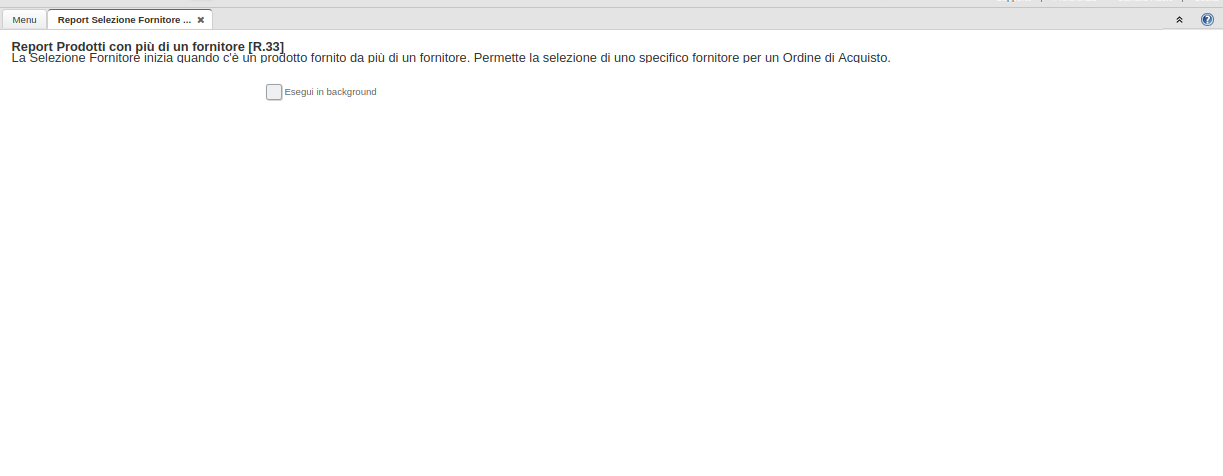 Menu
Report Selezione Fornitore ...
Report Prodotti con più di un fornitore [R.33]
La Selezione Fornitore inizia quando c'è un prodotto fornito da più di un fornitore. Permette la selezione di uno specifico fornitore per un Ordine di Acquisto.
Esegui in background